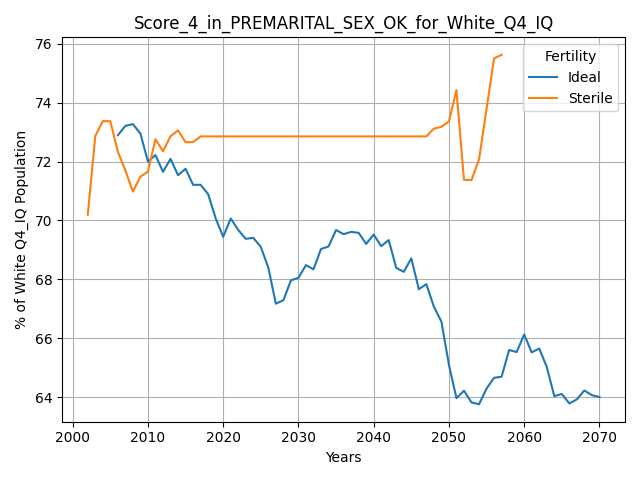 Score_4_in_PREMARITAL_SEX_OK_for_White_Q4_IQ
% of White Q4_IQ Population
76
74
72
70
68
66
64
Fertility
Ideal
Sterile
2000 2010 2020 2030 2040 2050 2060 2070
Years